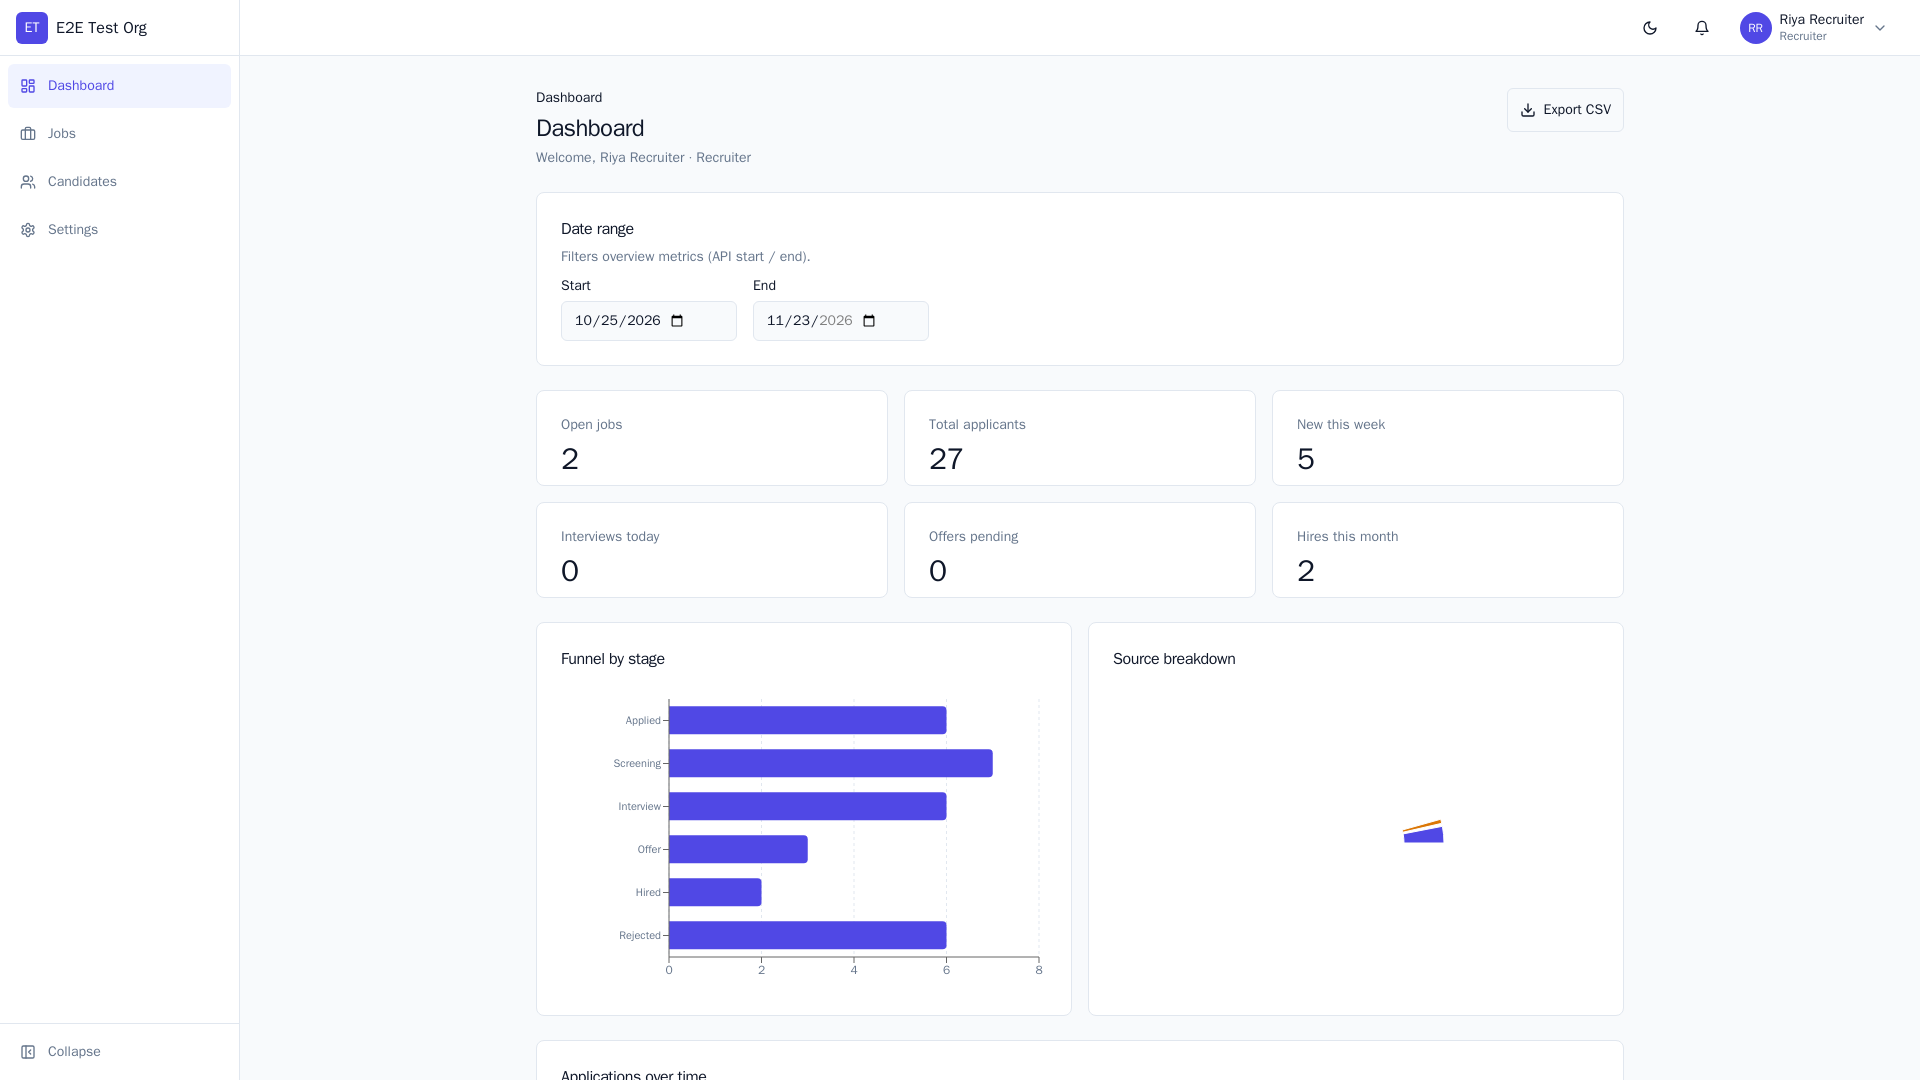 ET E2E Test Org
RR Riya Recruiter
Recruiter
Dashboard
Jobs
Candidates
Settings
Collapse
Dashboard
Dashboard
Welcome, Riya Recruiter · Recruiter
Export CSV
Date range
Filters overview metrics (API start / end).
Start End
10/25/2026 11/23/2026
Open jobs
2
Total applicants
27
New this week
5
Interviews today
0
Offers pending
0
Hires this month
2
Funnel by stage
Applied
Screening
Interview
Offer
Hired
Rejected
0 2 4 6 8
Source breakdown
Applications over time